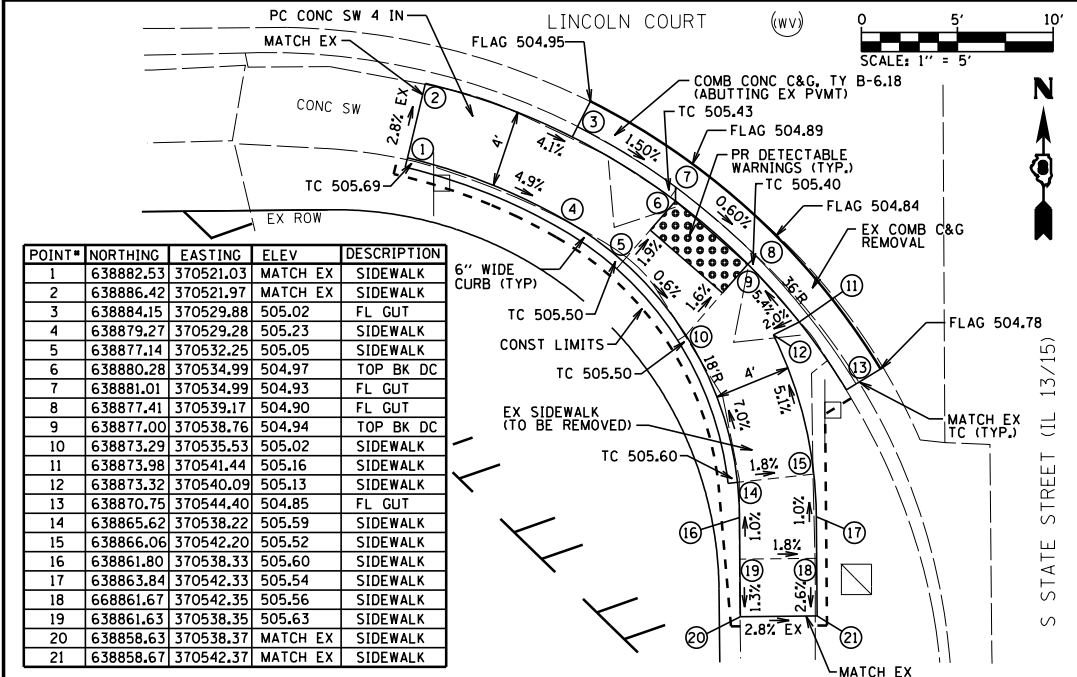 PC CONC SW 4 IN
LINCOLN COURT
(WV)
0 5' 10'
SCALE: 1" = 5'
MATCH EX
FLAG 504.95
N
COMB CONC C&G, TY B-6.18
(ABUTTING EX PVMT)
CONC SW
2
2.8% EX
3
TC 505.43
FLAG 504.89
4.1%
1.50%
PR DETECTABLE
WARNINGS (TYP.)
4'
1
7
TC 505.40
TC 505.69
4.9%
6
0.60%
FLAG 504.84
4
EX COMB C&G
REMOVAL
EX ROW
5
1.9%
8
6" WIDE
CURB (TYP)
0.6%
1.6%
9
36'R
11
5.4%
2.0%
TC 505.50
FLAG 504.78
CONST LIMITS
10
12
TC 505.50
18'R
4'
13
MATCH EX
TC (TYP.)
EX SIDEWALK
(TO BE REMOVED)
7.0%
5.1%
TC 505.60
1.8%
15
14
16
1.0%
1.0%
17
1.8%
19
18
1.3%
2.6%
20
2.8% EX
21
MATCH EX
S STATE STREET (IL 13/15)
POINT# NORTHING EASTING ELEV DESCRIPTION
1 638882.53 370521.03 MATCH EX SIDEWALK
2 638886.42 370521.97 MATCH EX SIDEWALK
3 638884.15 370529.88 505.02 FL GUT
4 638879.27 370529.28 505.23 SIDEWALK
5 638877.14 370532.25 505.05 SIDEWALK
6 638880.28 370534.99 504.97 TOP BK DC
7 638881.01 370534.99 504.93 FL GUT
8 638877.41 370539.17 504.90 FL GUT
9 638877.00 370538.76 504.94 TOP BK DC
10 638873.29 370535.53 505.02 SIDEWALK
11 638873.98 370541.44 505.16 SIDEWALK
12 638873.32 370540.09 505.13 SIDEWALK
13 638870.75 370544.40 504.85 FL GUT
14 638865.62 370538.22 505.59 SIDEWALK
15 638866.06 370542.20 505.52 SIDEWALK
16 638861.80 370538.33 505.60 SIDEWALK
17 638863.84 370542.33 505.54 SIDEWALK
18 668861.67 370542.35 505.56 SIDEWALK
19 638861.63 370538.35 505.63 SIDEWALK
20 638858.63 370538.37 MATCH EX SIDEWALK
21 638858.67 370542.37 MATCH EX SIDEWALK